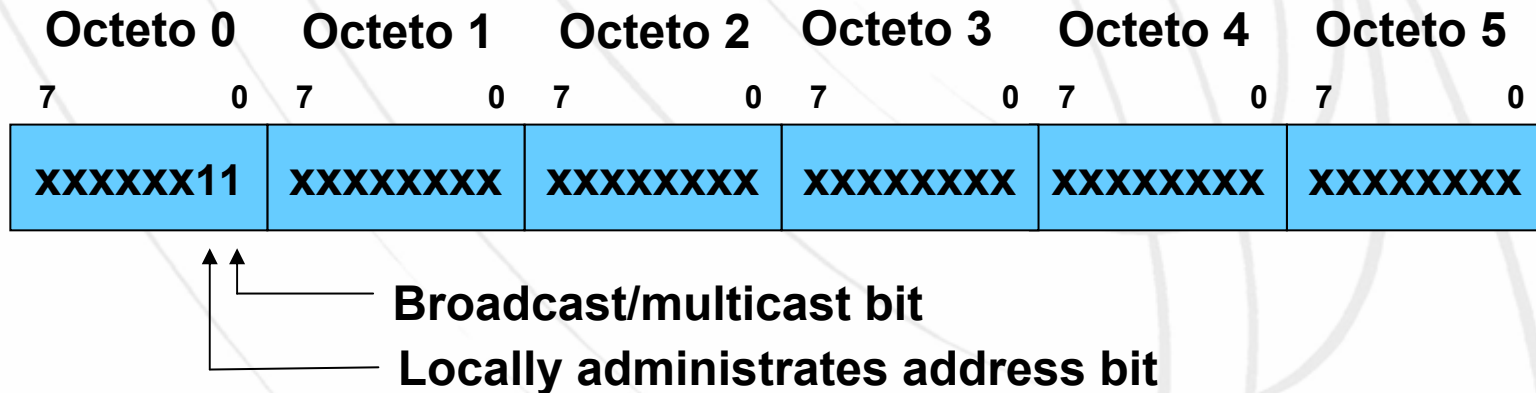 Octeto 0 Octeto 1 Octeto 2 Octeto 3 Octeto 4 Octeto 5
7 0 7 0 7 0 7 0 7 0 7 0
xxxxxx11 xxxxxxxx xxxxxxxx xxxxxxxx xxxxxxxx xxxxxxxx
Broadcast/multicast bit
Locally administrates address bit